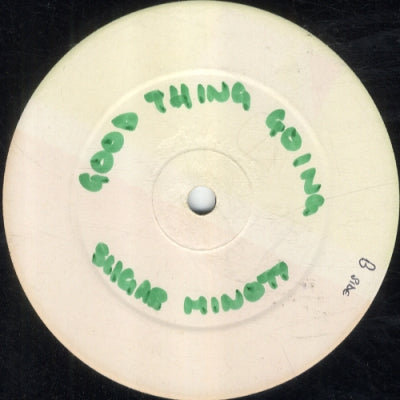 GOOD THING GOING
SUGAR MINOTT
B SIDE